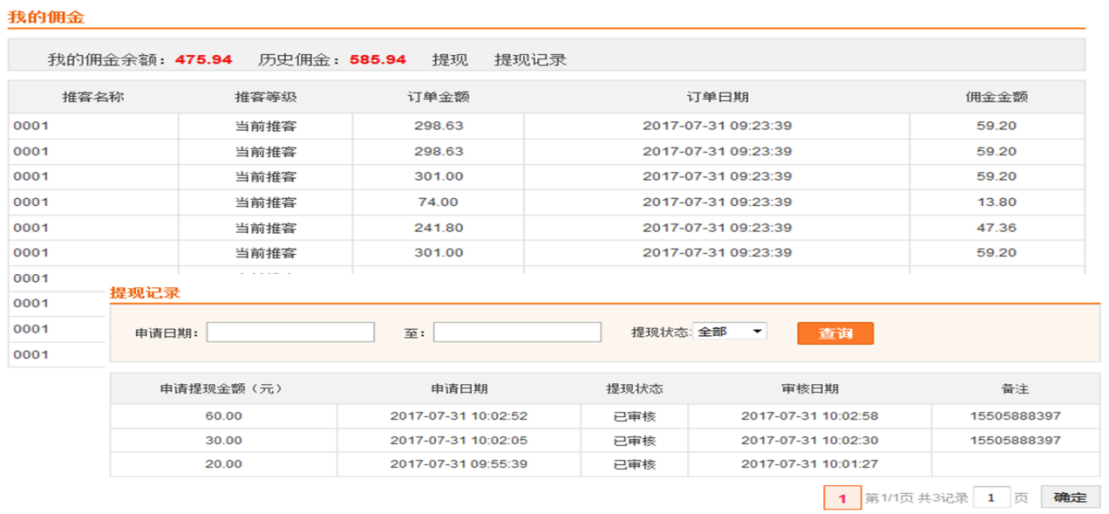 我的佣金
我的佣金余额：475.94 历史佣金：585.94 提现 提现记录
推客名称 推客等级 订单金额 订单日期 佣金金额
0001 当前推客 298.63 2017-07-31 09:23:39 59.20
0001 当前推客 298.63 2017-07-31 09:23:39 59.20
0001 当前推客 301.00 2017-07-31 09:23:39 59.20
0001 当前推客 74.00 2017-07-31 09:23:39 13.80
0001 当前推客 241.80 2017-07-31 09:23:39 47.36
0001 当前推客 301.00 2017-07-31 09:23:39 59.20
0001
0001
0001
0001
提现记录
申请日期： 至： 提现状态: 全部 查询
申请提现金额（元） 申请日期 提现状态 审核日期 备注
60.00 2017-07-31 10:02:52 已审核 2017-07-31 10:02:58 15505888397
30.00 2017-07-31 10:02:05 已审核 2017-07-31 10:02:30 15505888397
20.00 2017-07-31 09:55:39 已审核 2017-07-31 10:01:27
1 第1/1页 共3记录 1 页 确定